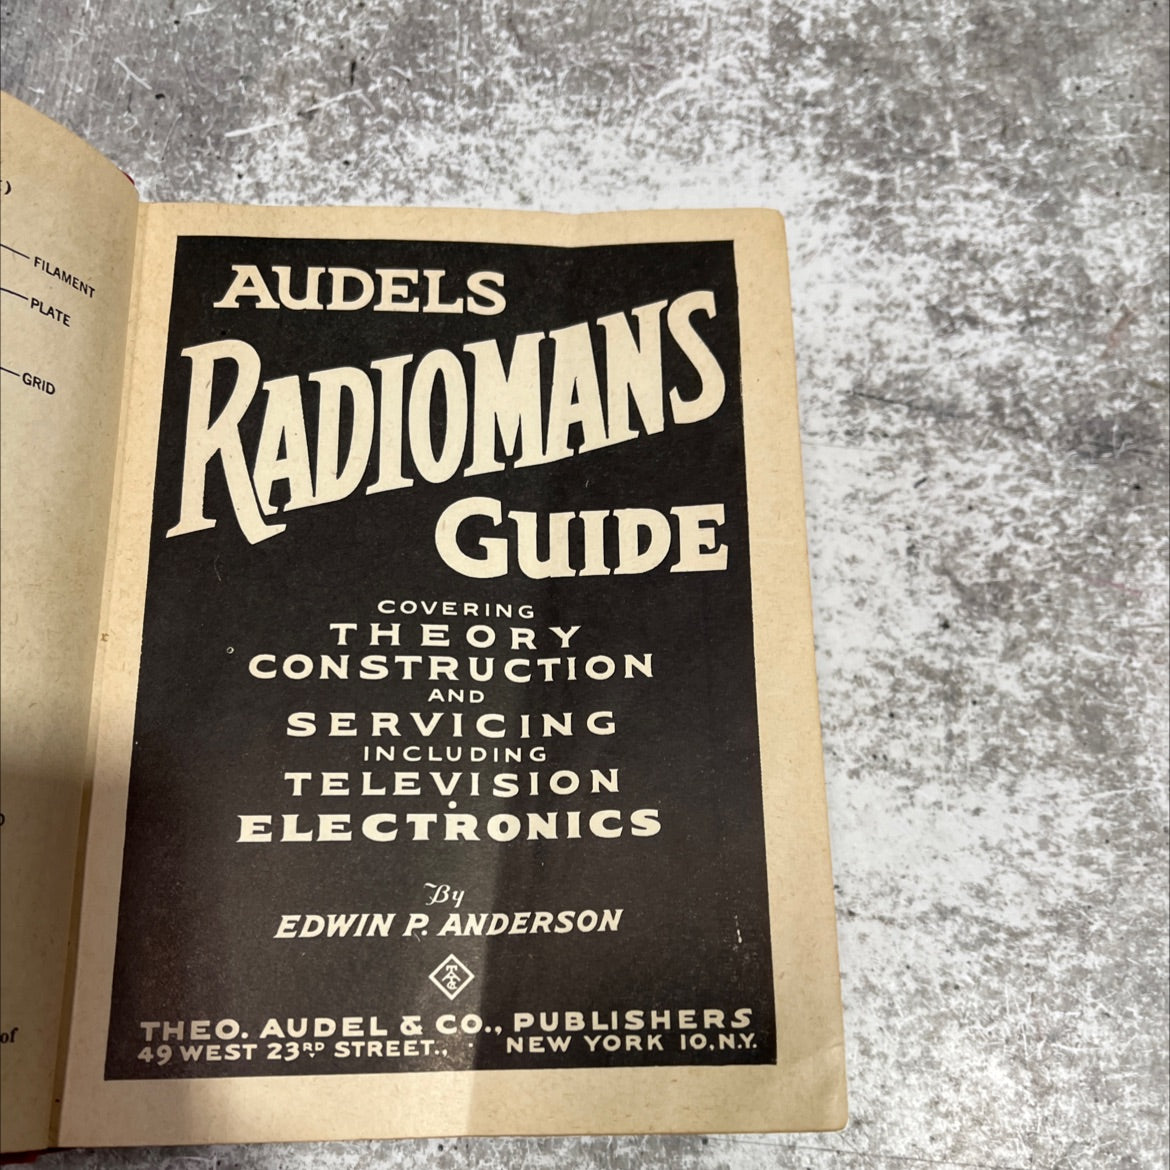 FILAMENT
PLATE
GRID
of
AUDELS
RADIOMANS
GUIDE
COVERING
THEORY
CONSTRUCTION
AND
SERVICING
INCLUDING
TELEVISION
ELECTRONICS
By
EDWIN P. ANDERSON
THEO. AUDEL & CO., PUBLISHERS
49 WEST 23RD STREET., NEW YORK 10, N.Y.